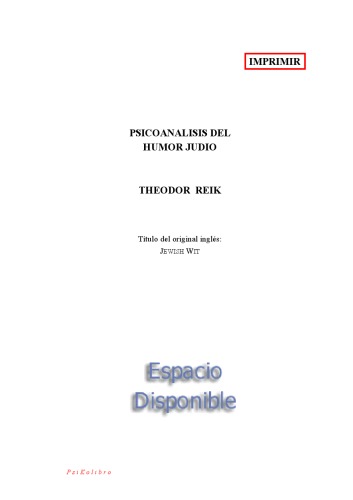 IMPRIMIR
PSICOANALISIS DEL
HUMOR JUDIO
THEODOR REIK
Título del original inglés:
JEWISH WIT
Espacio
Disponible
PsiKolibro